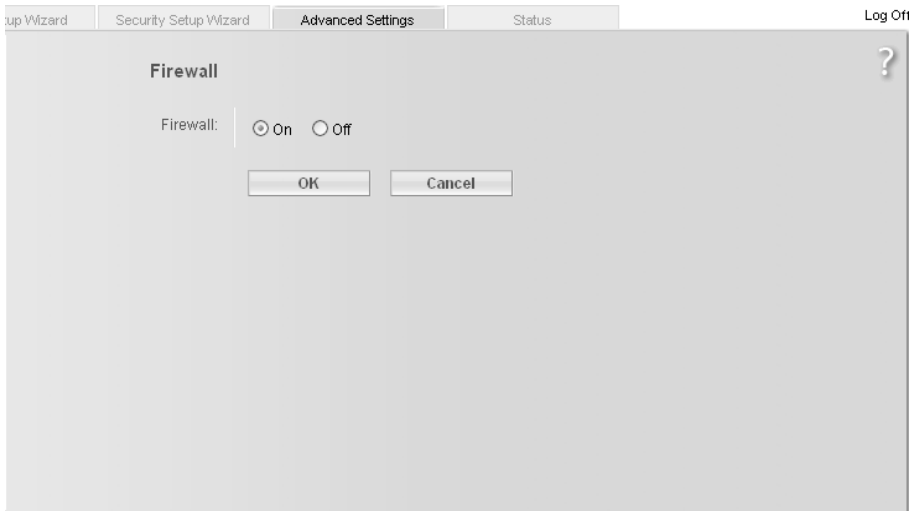 up Wizard Security Setup Wizard Advanced Settings Status Log Off
?
Firewall
Firewall: On Off
OK Cancel